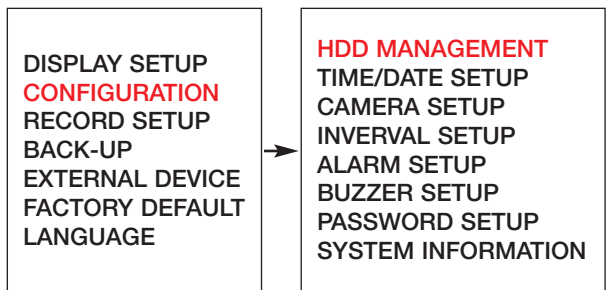 DISPLAY SETUP
CONFIGURATION
RECORD SETUP
BACK-UP
EXTERNAL DEVICE
FACTORY DEFAULT
LANGUAGE
HDD MANAGEMENT
TIME/DATE SETUP
CAMERA SETUP
INVERVAL SETUP
ALARM SETUP
BUZZER SETUP
PASSWORD SETUP
SYSTEM INFORMATION